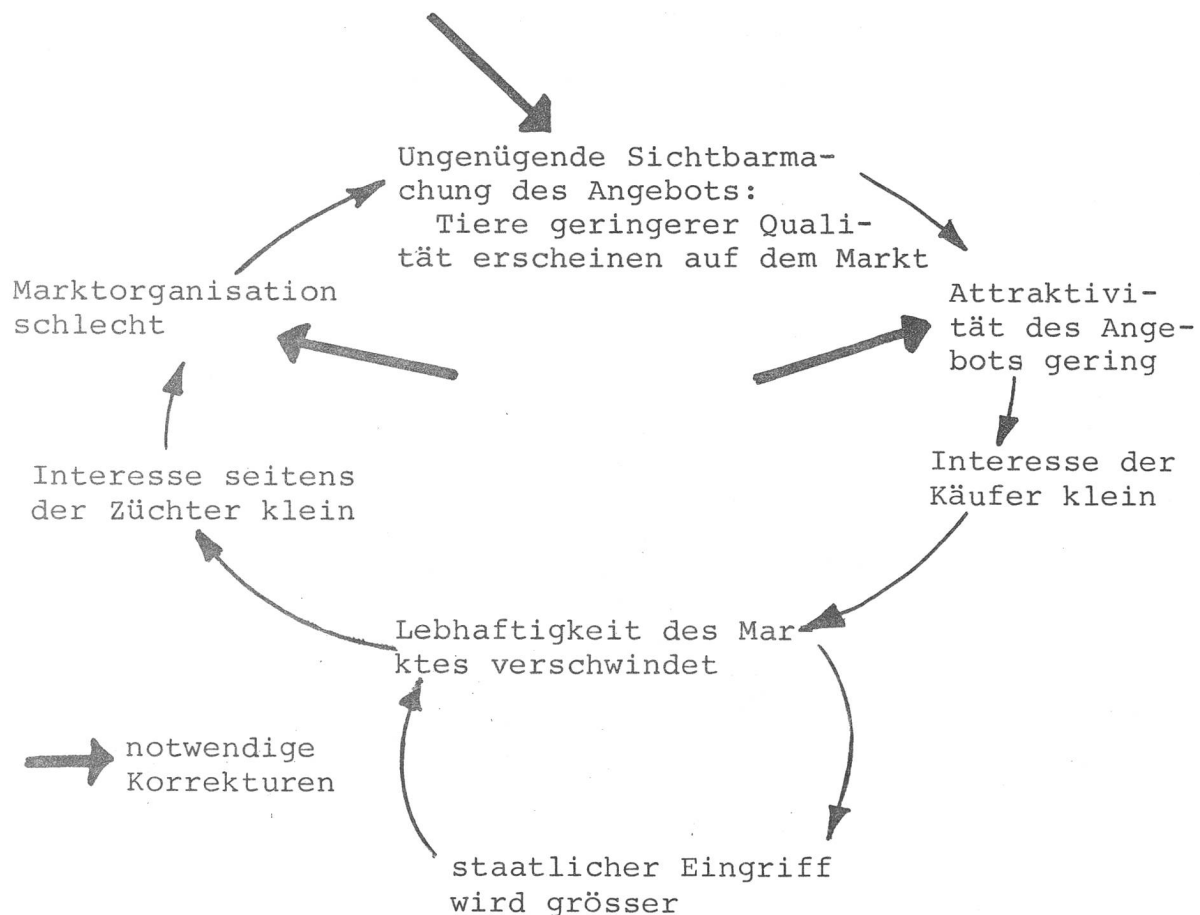 Ungenügende Sichtbarma-
chung des Angebots:
Tiere geringerer Quali-
tät erscheinen auf dem Markt
Attraktivi-
tät des Ange-
bots gering
Interesse der
Käufer klein
Lebhaftigkeit des Mar
ktes verschwindet
staatlicher Eingriff
wird grösser
Interesse seitens
der Züchter klein
Marktorganisation
schlecht
notwendige
Korrekturen